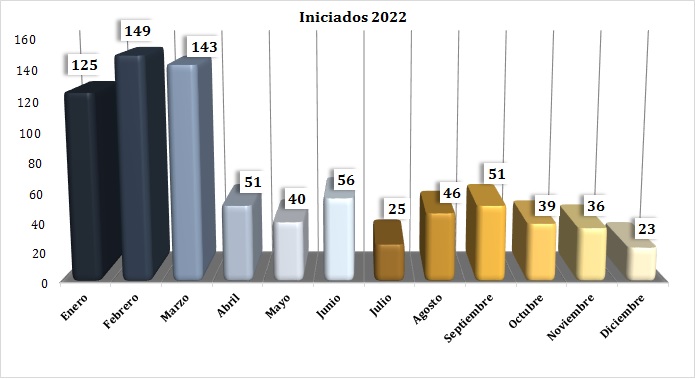 Iniciados 2022
160
140
120
100
80
60
40
20
0
125
149
143
51
40
56
25
46
51
39
36
23
Enero
Febrero
Marzo
Abril
Mayo
Junio
Julio
Agosto
Septiembre
Octubre
Noviembre
Diciembre